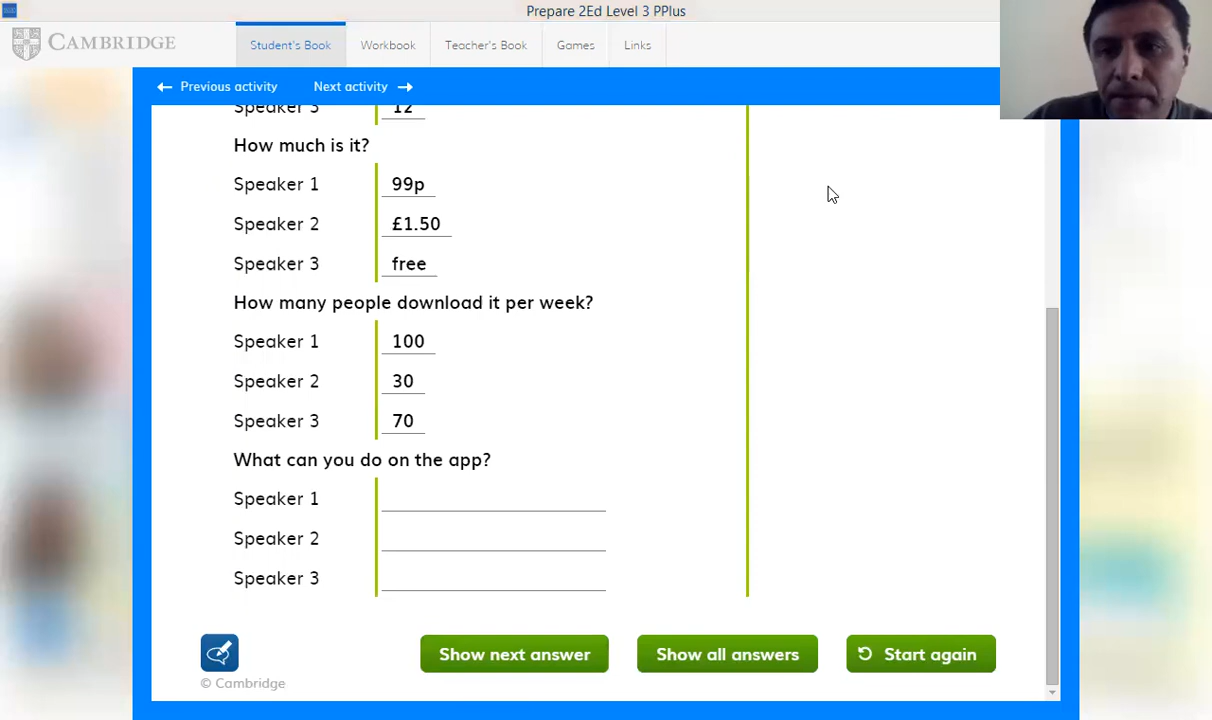 Prepare 2Ed Level 3 PPlus
CAMBRIDGE
Student's Book
Workbook
Teacher's Book
Games
Links
Previous activity
Next activity
Speaker 3 12
How much is it?
Speaker 1 99p
Speaker 2 £1.50
Speaker 3 free
How many people download it per week?
Speaker 1 100
Speaker 2 30
Speaker 3 70
What can you do on the app?
Speaker 1
Speaker 2
Speaker 3
Show next answer
Show all answers
Start again
© Cambridge